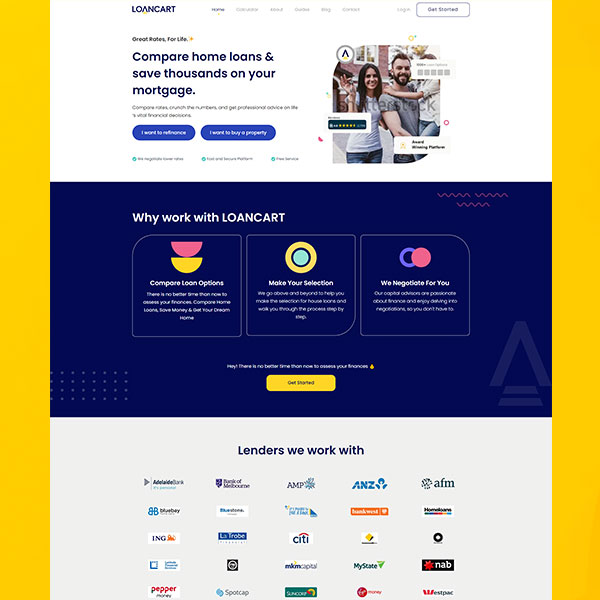 LOANCART
Home Calculator About Guides Blog Contact
Log in Get Started
Great Rates, For Life.
Compare home loans &
save thousands on your
mortgage.
Compare rates, crunch the numbers, and get professional advice on life
's vital financial decisions.
I want to refinance I want to buy a property
We negotiate lower rates Fast and Secure Platform Free Service
shutterstock
Award
Winning Platform
Why work with LOANCART
Compare Loan Options
There is no better time than now to
assess your finances. Compare Home
Loans, Save Money & Get Your Dream
Home
Make Your Selection
We go above and beyond to help you
make the selection for house loans and
walk you through the process step by
step.
We Negotiate For You
Our capital advisors are passionate
about finance and enjoy delving into
negotiations, so you don't have to.
Hey! There is no better time than now to assess your finances
Get Started
Lenders we work with
AdelaideBank
Bank of
Melbourne
AMP
ANZ
afm
bluebay
Bluestone.
bankwest
Homeloans
ING
La Trobe
FINANCIAL
citi
mkmcapital
MyState
nab
pepper
money
Spotcap
SUNCORP
Virgin money
Westpac